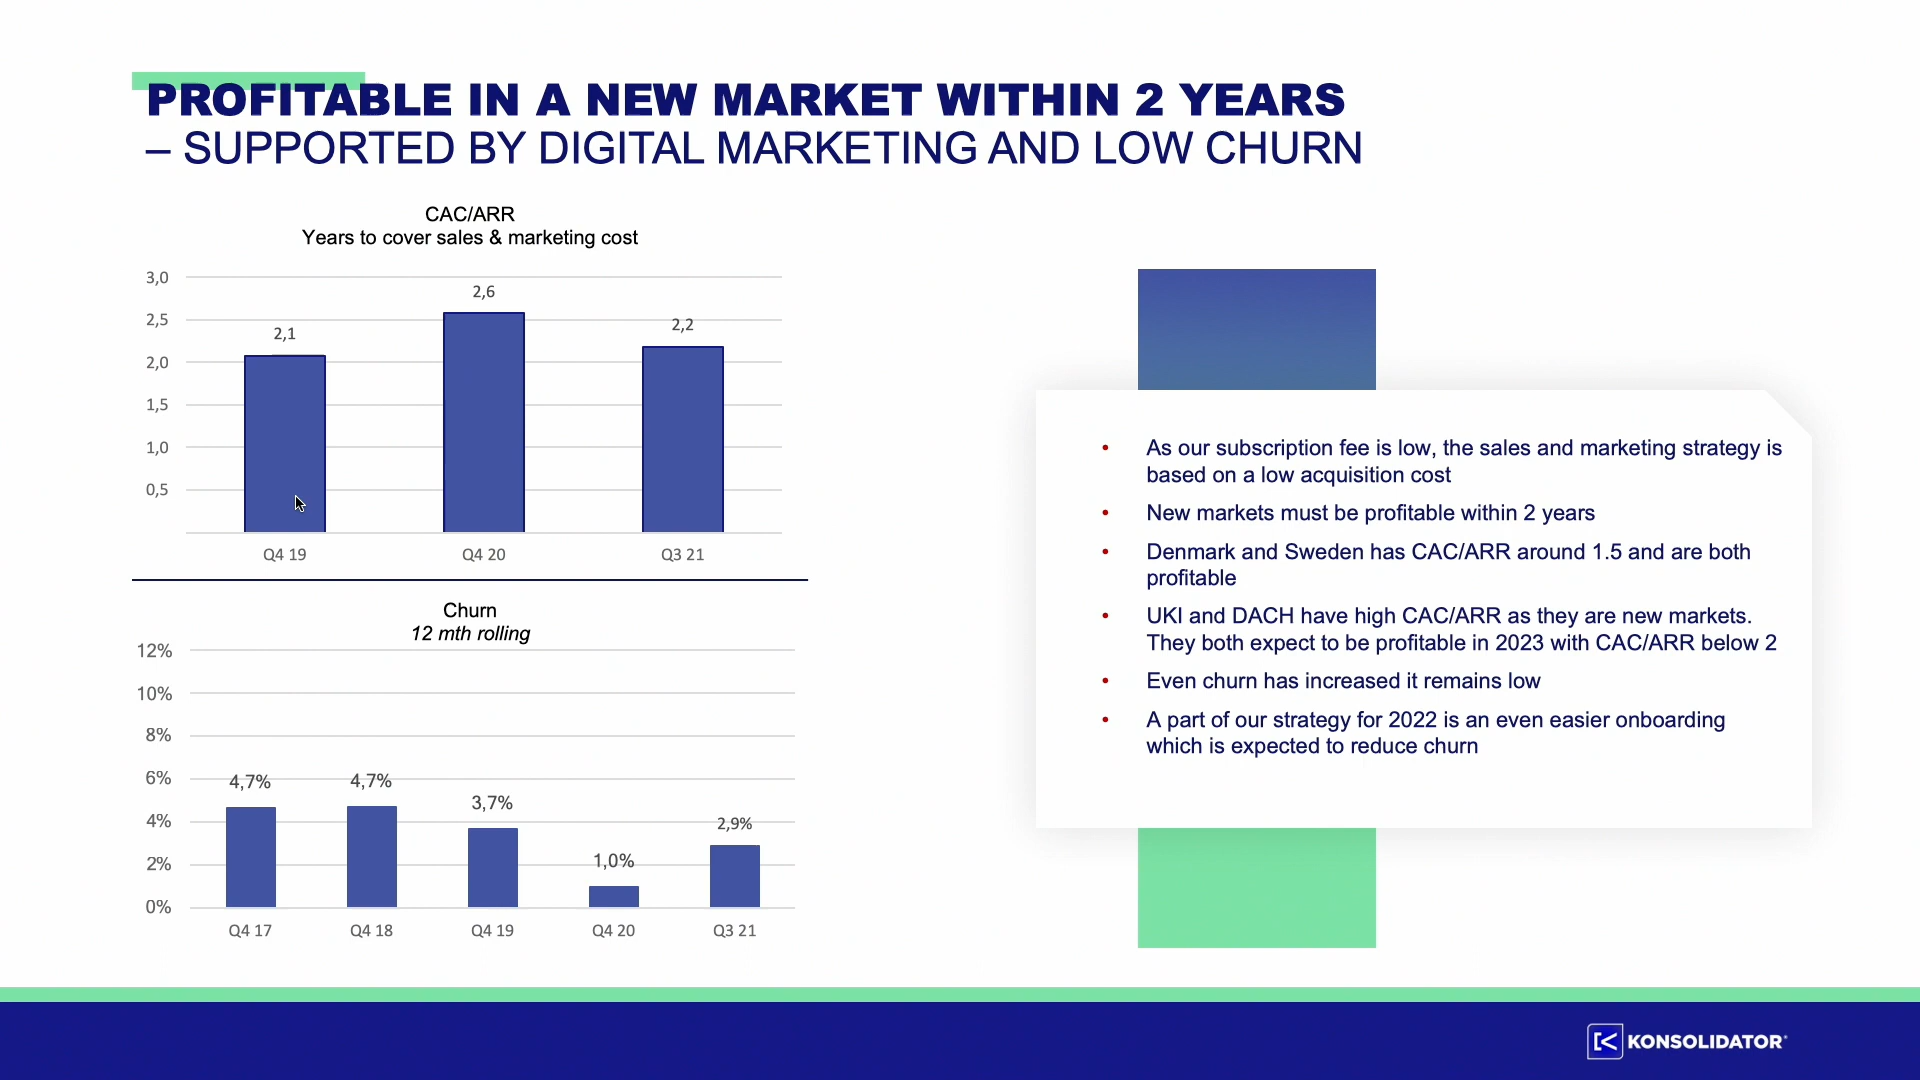 PROFITABLE IN A NEW MARKET WITHIN 2 YEARS
– SUPPORTED BY DIGITAL MARKETING AND LOW CHURN
CAC/ARR
Years to cover sales & marketing cost
3,0
2,5
2,0
1,5
1,0
0,5
2,1
2,6
2,2
Q4 19
Q4 20
Q3 21
Churn
12 mth rolling
12%
10%
8%
6%
4%
2%
0%
4,7%
4,7%
3,7%
1,0%
2,9%
Q4 17
Q4 18
Q4 19
Q4 20
Q3 21
• As our subscription fee is low, the sales and marketing strategy is
based on a low acquisition cost
• New markets must be profitable within 2 years
• Denmark and Sweden has CAC/ARR around 1.5 and are both
profitable
• UKI and DACH have high CAC/ARR as they are new markets.
They both expect to be profitable in 2023 with CAC/ARR below 2
• Even churn has increased it remains low
• A part of our strategy for 2022 is an even easier onboarding
which is expected to reduce churn
KONSOLIDATOR®